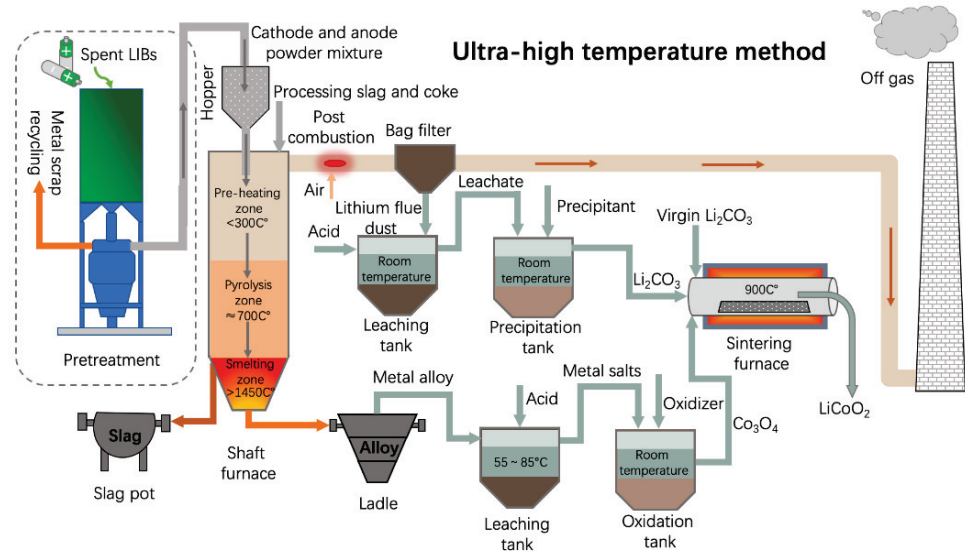 Ultra-high temperature method
Spent LIBs
Metal scrap
recycling
Pretreatment
Cathode and anode
powder mixture
Hopper
Processing slag and coke
Post
combustion
Air
Bag filter
Off gas
Pre-heating
zone
<300C°
Pyrolysis
zone
≈700C°
Smelting
zone
>1450C°
Shaft
furnace
Slag
Slag pot
Alloy
Ladle
Lithium flue
dust
Acid
Room
temperature
Leaching
tank
Leachate
Precipitant
Room
temperature
Precipitation
tank
Li₂CO₃
Virgin Li₂CO₃
900C°
Sintering
furnace
LiCoO₂
Metal alloy
Acid
55 ~ 85°C
Leaching
tank
Metal salts
Oxidizer
Room
temperature
Oxidation
tank
Co₃O₄